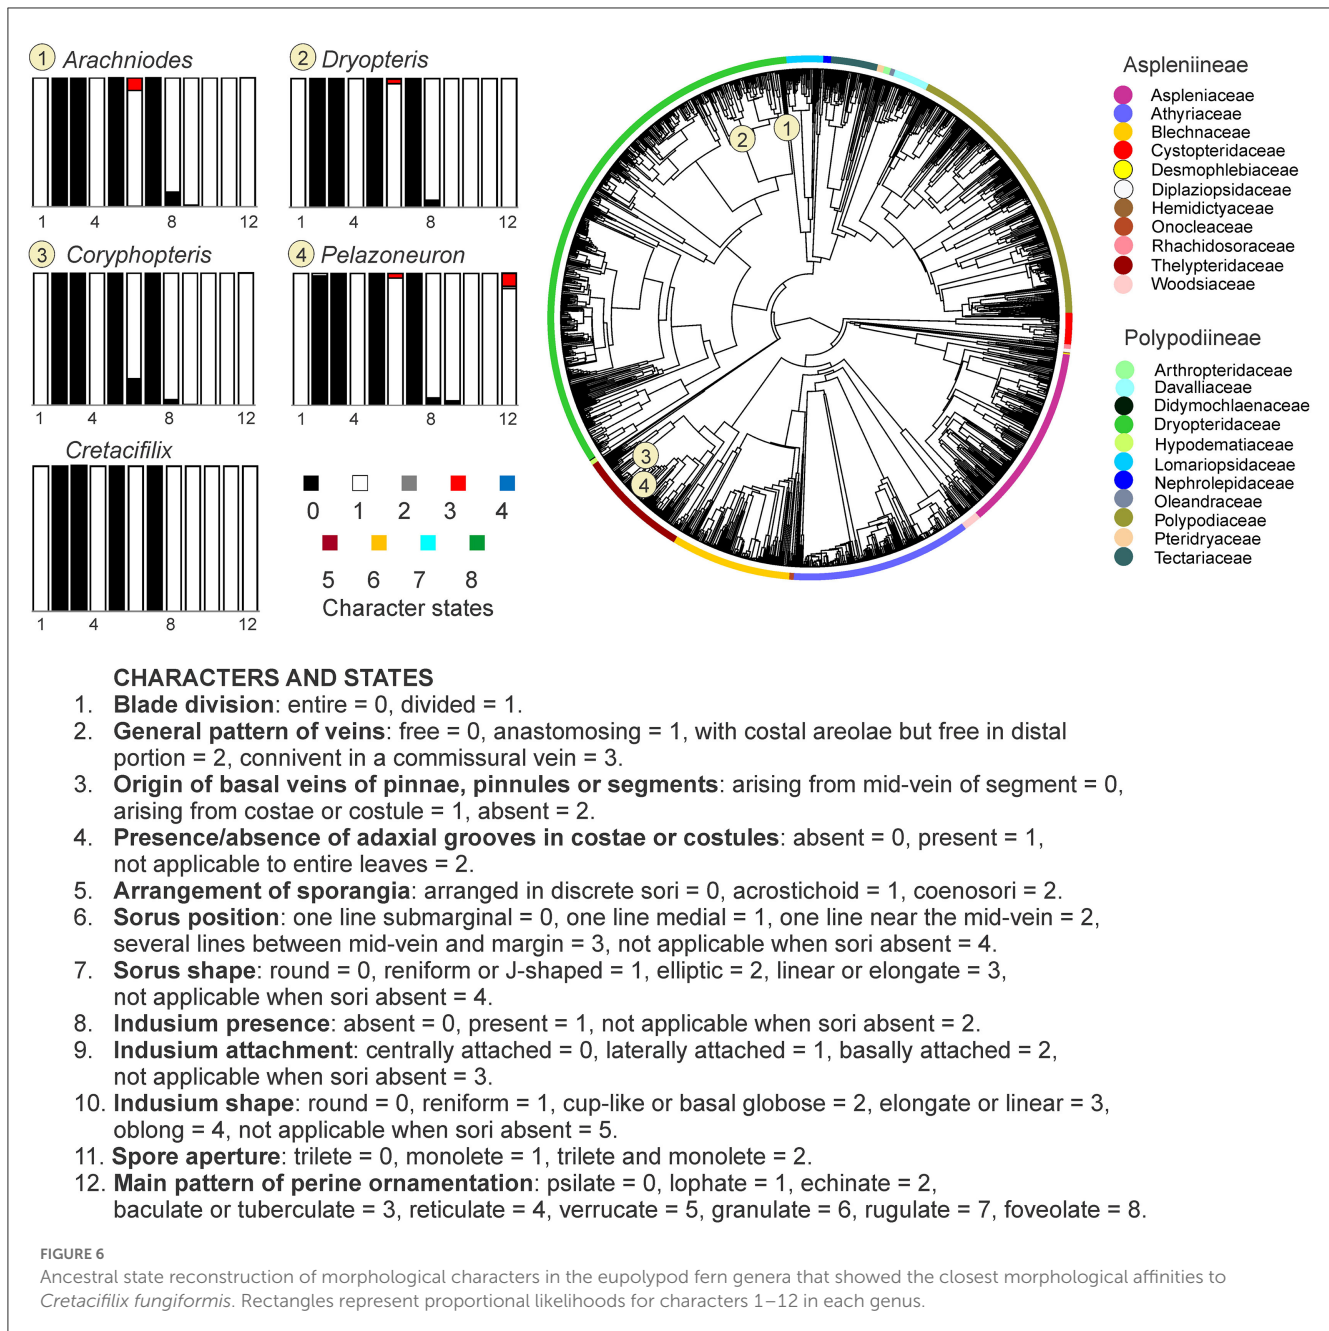 1 Arachniodes
1 4 8 12
2 Dryopteris
1 4 8 12
3 Coryphopteris
1 4 8 12
4 Pelazoneuron
1 4 8 12
Cretacifilix
1 4 8 12
0 1 2 3 4
5 6 7 8
Character states
1
2
3
4
Aspleniineae
Aspleniaceae
Athyriaceae
Blechnaceae
Cystopteridaceae
Desmophlebiaceae
Diplaziopsidaceae
Hemidictyaceae
Onocleaceae
Rhachidosoraceae
Thelypteridaceae
Woodsiaceae
Polypodiineae
Arthropteridaceae
Davalliaceae
Didymochlaenaceae
Dryopteridaceae
Hypodematiaceae
Lomariopsidaceae
Nephrolepidaceae
Oleandraceae
Polypodiaceae
Pteridryaceae
Tectariaceae
CHARACTERS AND STATES
1. Blade division: entire = 0, divided = 1.
2. General pattern of veins: free = 0, anastomosing = 1, with costal areolae but free in distal
portion = 2, connivent in a commissural vein = 3.
3. Origin of basal veins of pinnae, pinnules or segments: arising from mid-vein of segment = 0,
arising from costae or costule = 1, absent = 2.
4. Presence/absence of adaxial grooves in costae or costules: absent = 0, present = 1,
not applicable to entire leaves = 2.
5. Arrangement of sporangia: arranged in discrete sori = 0, acrostichoid = 1, coenosori = 2.
6. Sorus position: one line submarginal = 0, one line medial = 1, one line near the mid-vein = 2,
several lines between mid-vein and margin = 3, not applicable when sori absent = 4.
7. Sorus shape: round = 0, reniform or J-shaped = 1, elliptic = 2, linear or elongate = 3,
not applicable when sori absent = 4.
8. Indusium presence: absent = 0, present = 1, not applicable when sori absent = 2.
9. Indusium attachment: centrally attached = 0, laterally attached = 1, basally attached = 2,
not applicable when sori absent = 3.
10. Indusium shape: round = 0, reniform = 1, cup-like or basal globose = 2, elongate or linear = 3,
oblong = 4, not applicable when sori absent = 5.
11. Spore aperture: trilete = 0, monolete = 1, trilete and monolete = 2.
12. Main pattern of perine ornamentation: psilate = 0, lophate = 1, echinate = 2,
baculate or tuberculate = 3, reticulate = 4, verrucate = 5, granulate = 6, rugulate = 7, foveolate = 8.
FIGURE 6
Ancestral state reconstruction of morphological characters in the eupolypod fern genera that showed the closest morphological affinities to
Cretacifilix fungiformis. Rectangles represent proportional likelihoods for characters 1–12 in each genus.